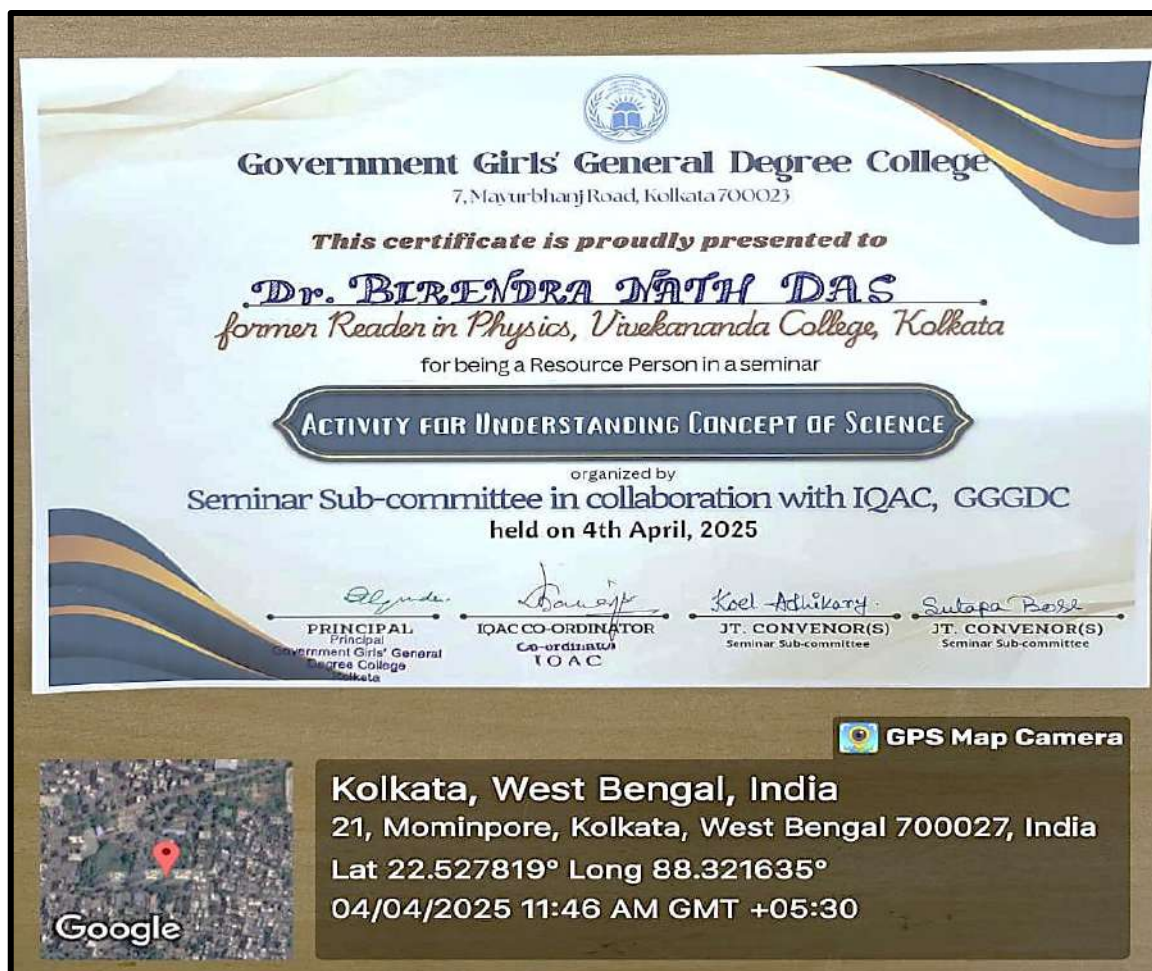 Government Girls' General Degree College
7, Mayurbhanj Road, Kolkata 700023
This certificate is proudly presented to
Dr. BIRENDRA NATH DAS
former Reader in Physics, Vivekananda College, Kolkata
for being a Resource Person in a seminar
ACTIVITY FOR UNDERSTANDING CONCEPT OF SCIENCE
organized by
Seminar Sub-committee in collaboration with IQAC, GGGDC
held on 4th April, 2025
Koel Adhikary. Sutapa Bose
PRINCIPAL IQAC CO-ORDINATOR JT. CONVENOR(S) JT. CONVENOR(S)
Principal Co-ordinator Seminar Sub-committee Seminar Sub-committee
Government Girls' General IQAC
Degree College
Kolkata
GPS Map Camera
Kolkata, West Bengal, India
21, Mominpore, Kolkata, West Bengal 700027, India
Lat 22.527819° Long 88.321635°
04/04/2025 11:46 AM GMT +05:30
Google